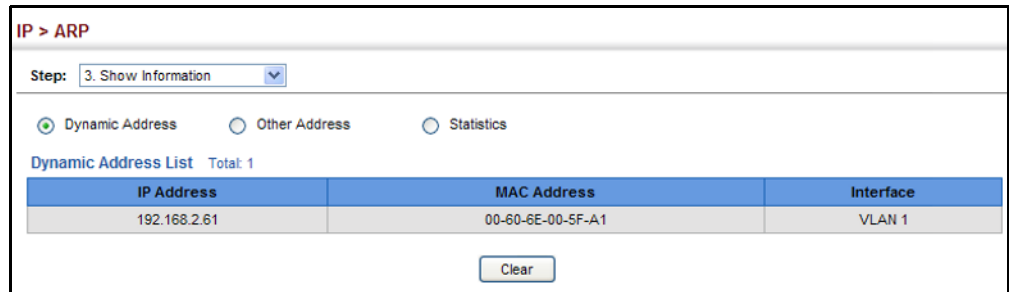 IP > ARP
Step: 3. Show Information
Dynamic Address Other Address Statistics
Dynamic Address List Total: 1
IP Address MAC Address Interface
192.168.2.61 00-60-6E-00-5F-A1 VLAN 1
Clear